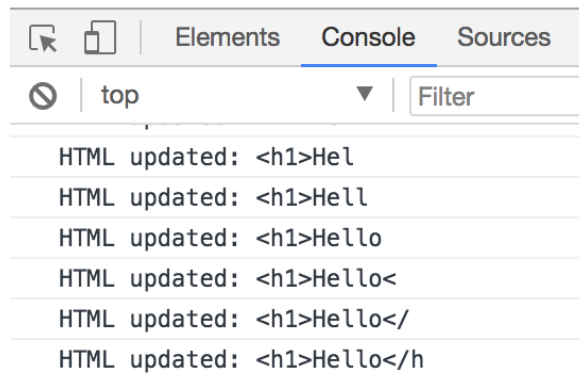 Elements Console Sources
top Filter
HTML updated: <h1>Hel
HTML updated: <h1>Hell
HTML updated: <h1>Hello
HTML updated: <h1>Hello<
HTML updated: <h1>Hello</
HTML updated: <h1>Hello</h